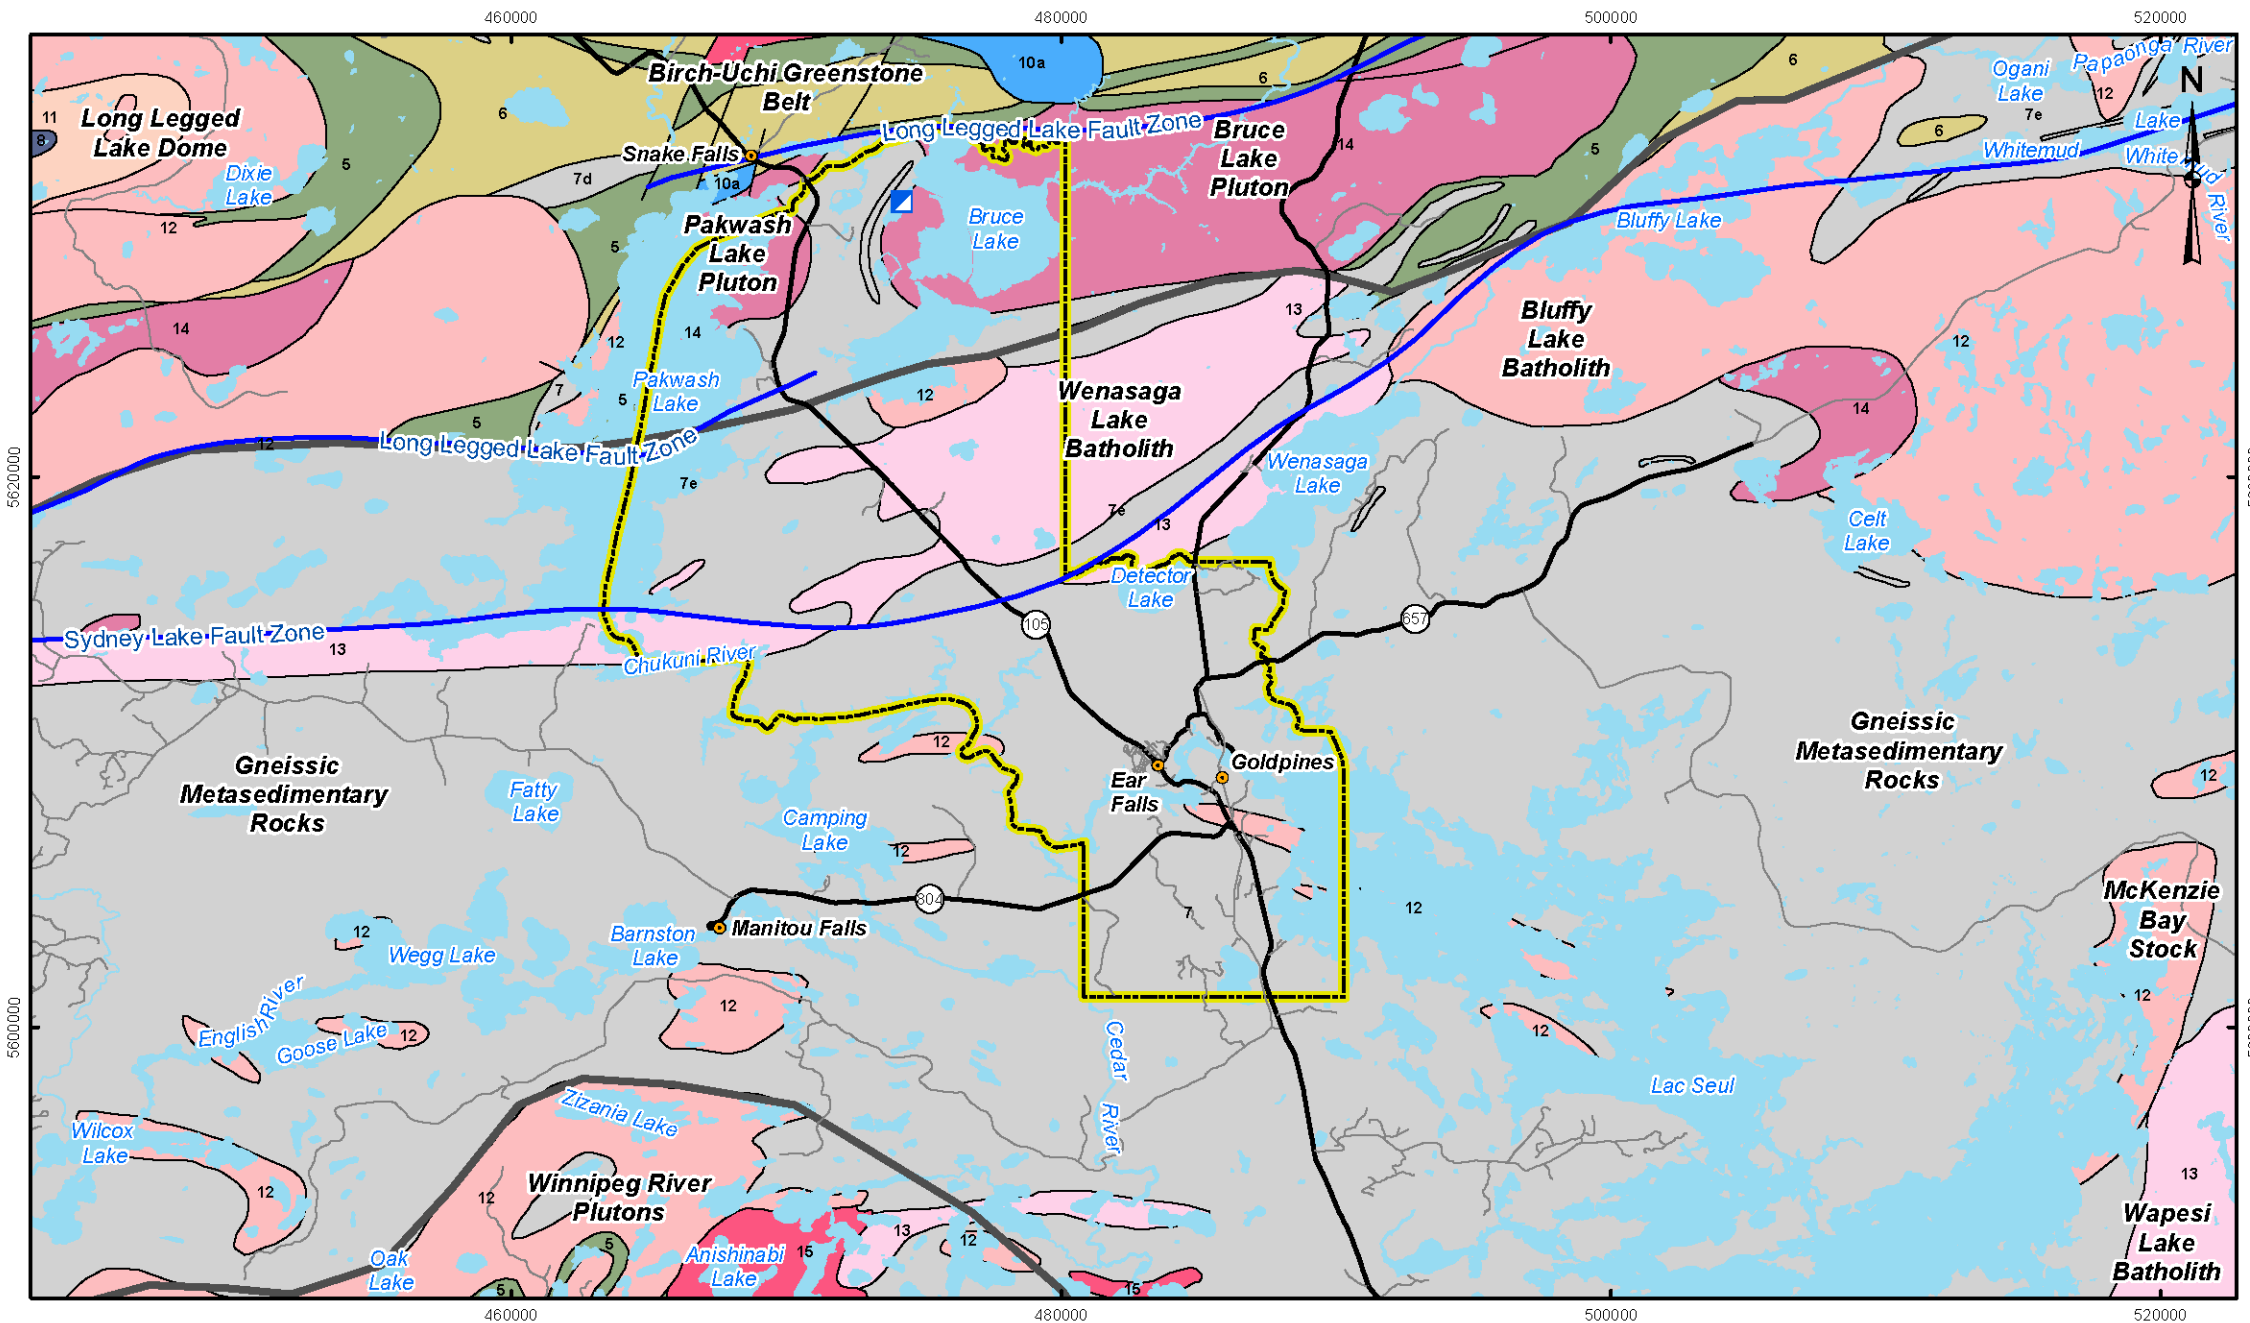 460000
480000
500000
520000
Birch-Uchi Greenstone
Belt
10a
6
6
Ogani
Lake
Papaonga River
N
11
Long Legged
Lake Dome
8
6
5
Dixie
Lake
12
Snake Falls
7d
10a
Long Legged Lake Fault Zone
Bruce
Lake
Pluton
14
5
6
7e
12
Lake
Whitemud
White mud
River
Pakwash
Lake
Pluton
5
Bruce
Lake
Bluffy Lake
14
12
14
13
Bluffy
Lake
Batholith
12
7
5
Pakwash
Lake
12
Wenasaga
Lake
Batholith
14
5
12
Long Legged Lake Fault Zone
5620000
7e
7e
13
Wenasaga
Lake
Celt
Lake
Detector
Lake
Sydney Lake Fault Zone
13
Chukuni River
105
657
Gneissic
Metasedimentary
Rocks
Fatty
Lake
12
Camping
Lake
12
Ear
Falls
Goldpines
Gneissic
Metasedimentary
Rocks
12
804
Manitou Falls
7
12
12
Wegg Lake
Barnston
Lake
McKenzie
Bay
Stock
12
English River
Goose Lake
12
12
12
5600000
Cedar
River
Lac Seul
Wilcox
Lake
12
Zizania Lake
12
Winnipeg River
Plutons
5
5
Oak
Lake
Anishinabi
Lake
15
13
12
15
13
Wapesi
Lake
Batholith
460000
480000
500000
520000